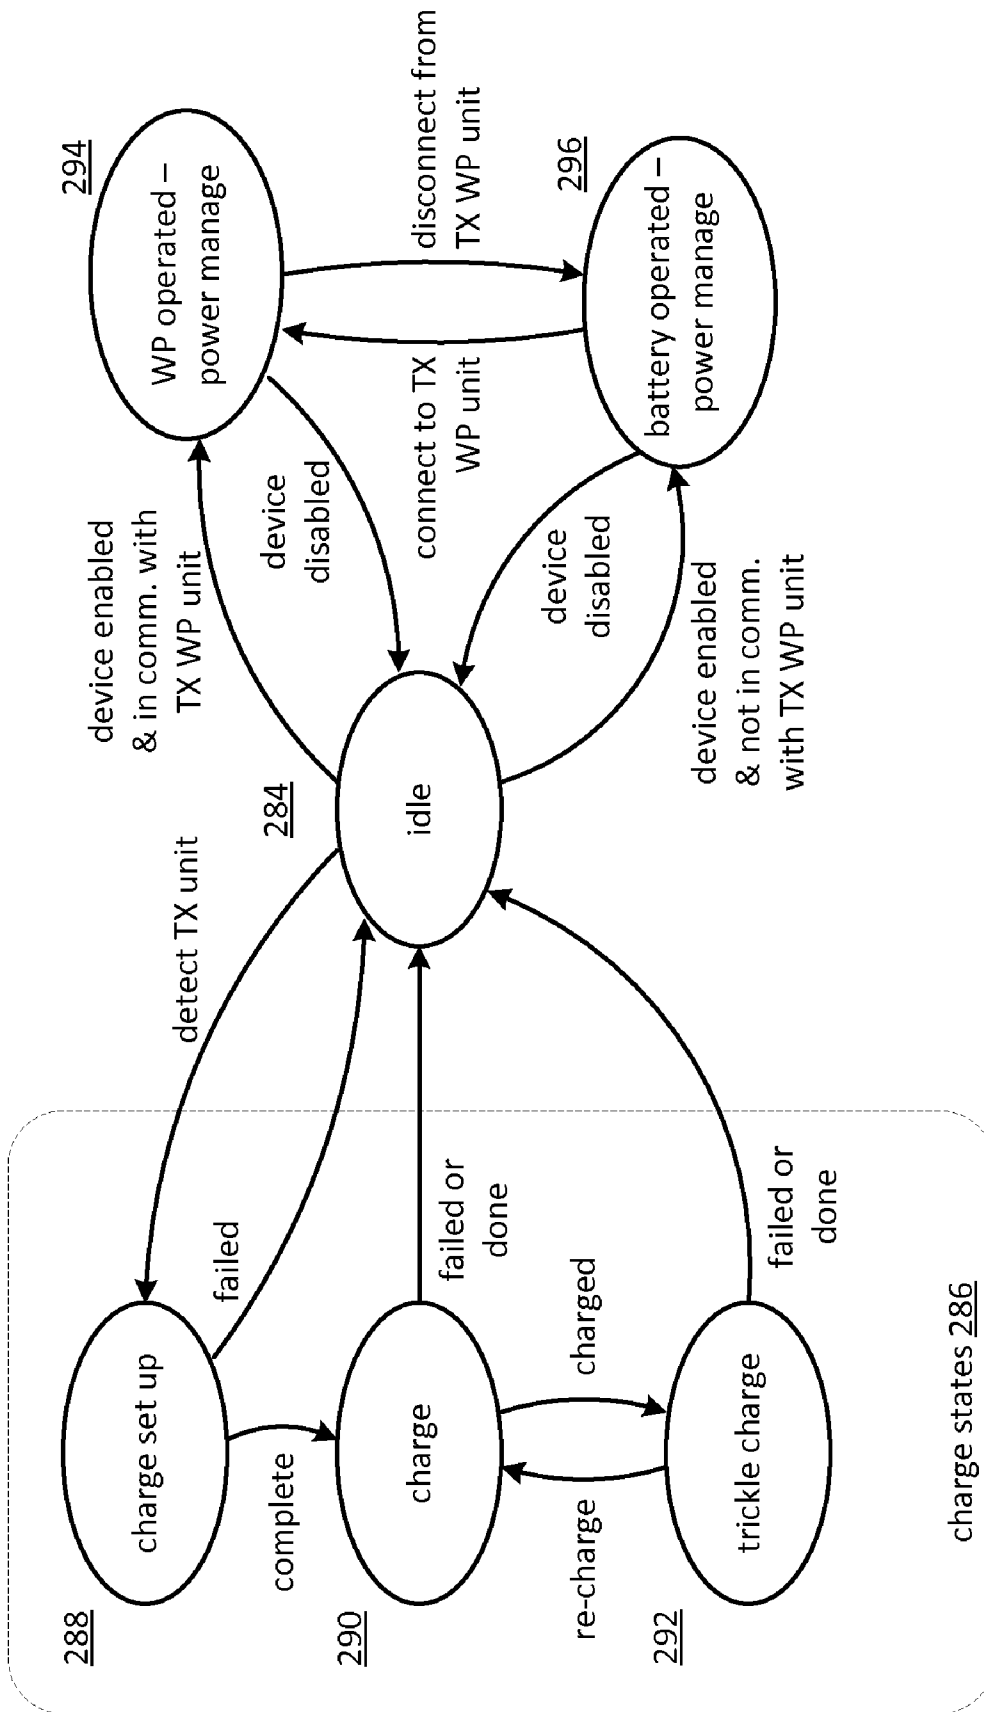 288
charge set up
complete
290
charge
re-charge
charged
292
trickle charge
charge states 286
failed
failed or
done
failed or
done
detect TX unit
284
idle
device enabled
& in comm. with
TX WP unit
device
disabled
device
disabled
device enabled
& not in comm.
with TX WP unit
294
WP operated –
power manage
connect to TX
WP unit
disconnect from
TX WP unit
296
battery operated –
power manage